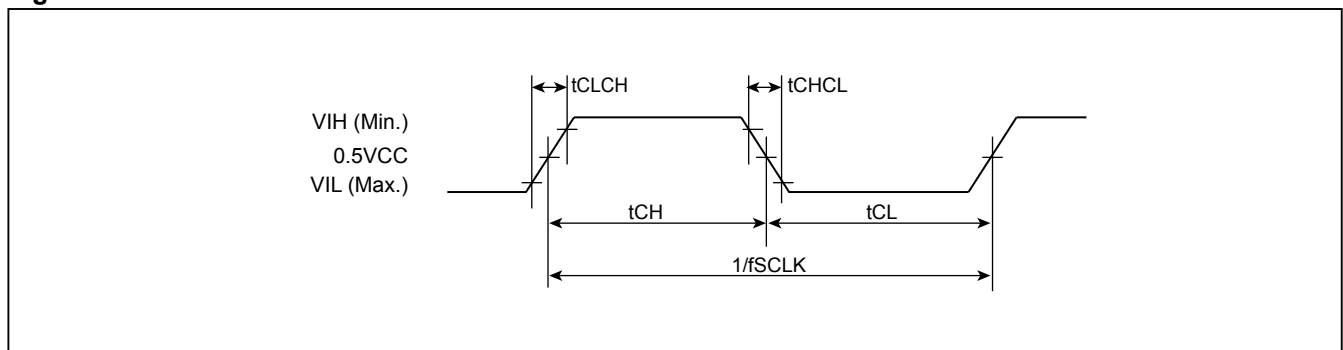 tCLCH
tCHCL
VIH (Min.)
0.5VCC
VIL (Max.)
tCH
tCL
1/fSCLK